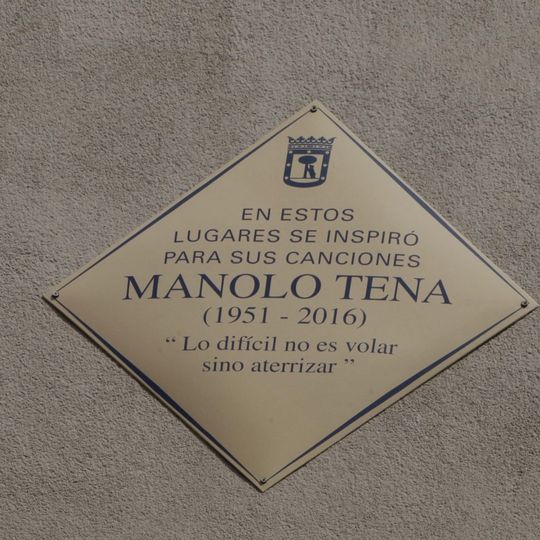 EN ESTOS
LUGARES SE INSPIRÓ
PARA SUS CANCIONES
MANOLO TENA
(1951 - 2016)
“ Lo difícil no es volar
sino aterrizar ”